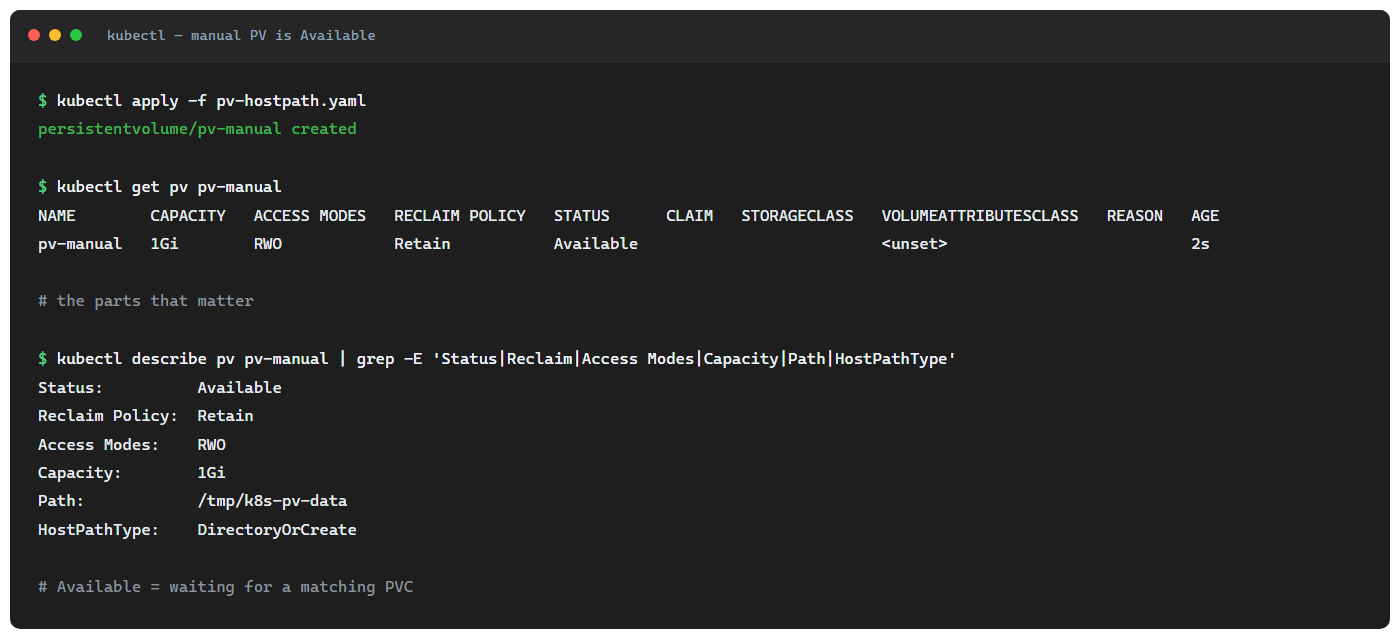 kubectl — manual PV is Available
$ kubectl apply -f pv-hostpath.yaml
persistentvolume/pv-manual created
$ kubectl get pv pv-manual
NAME        CAPACITY   ACCESS MODES   RECLAIM POLICY   STATUS      CLAIM   STORAGECLASS   VOLUMEATTRIBUTESCLASS   REASON   AGE
pv-manual   1Gi        RWO            Retain           Available                          <unset>                          2s
# the parts that matter
$ kubectl describe pv pv-manual | grep -E 'Status|Reclaim|Access Modes|Capacity|Path|HostPathType'
Status:          Available
Reclaim Policy:  Retain
Access Modes:    RWO
Capacity:        1Gi
Path:            /tmp/k8s-pv-data
HostPathType:    DirectoryOrCreate
# Available = waiting for a matching PVC